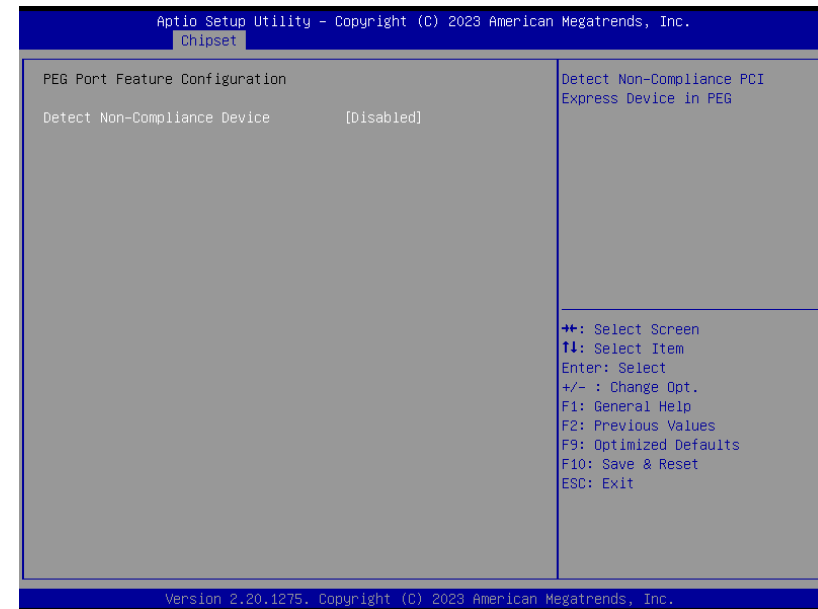 Aptio Setup Utility – Copyright (C) 2023 American Megatrends, Inc.
Chipset
PEG Port Feature Configuration
Detect Non-Compliance Device [Disabled]
Detect Non-Compliance PCI
Express Device in PEG
→←: Select Screen
↑↓: Select Item
Enter: Select
+/- : Change Opt.
F1: General Help
F2: Previous Values
F9: Optimized Defaults
F10: Save & Reset
ESC: Exit
Version 2.20.1275. Copyright (C) 2023 American Megatrends, Inc.